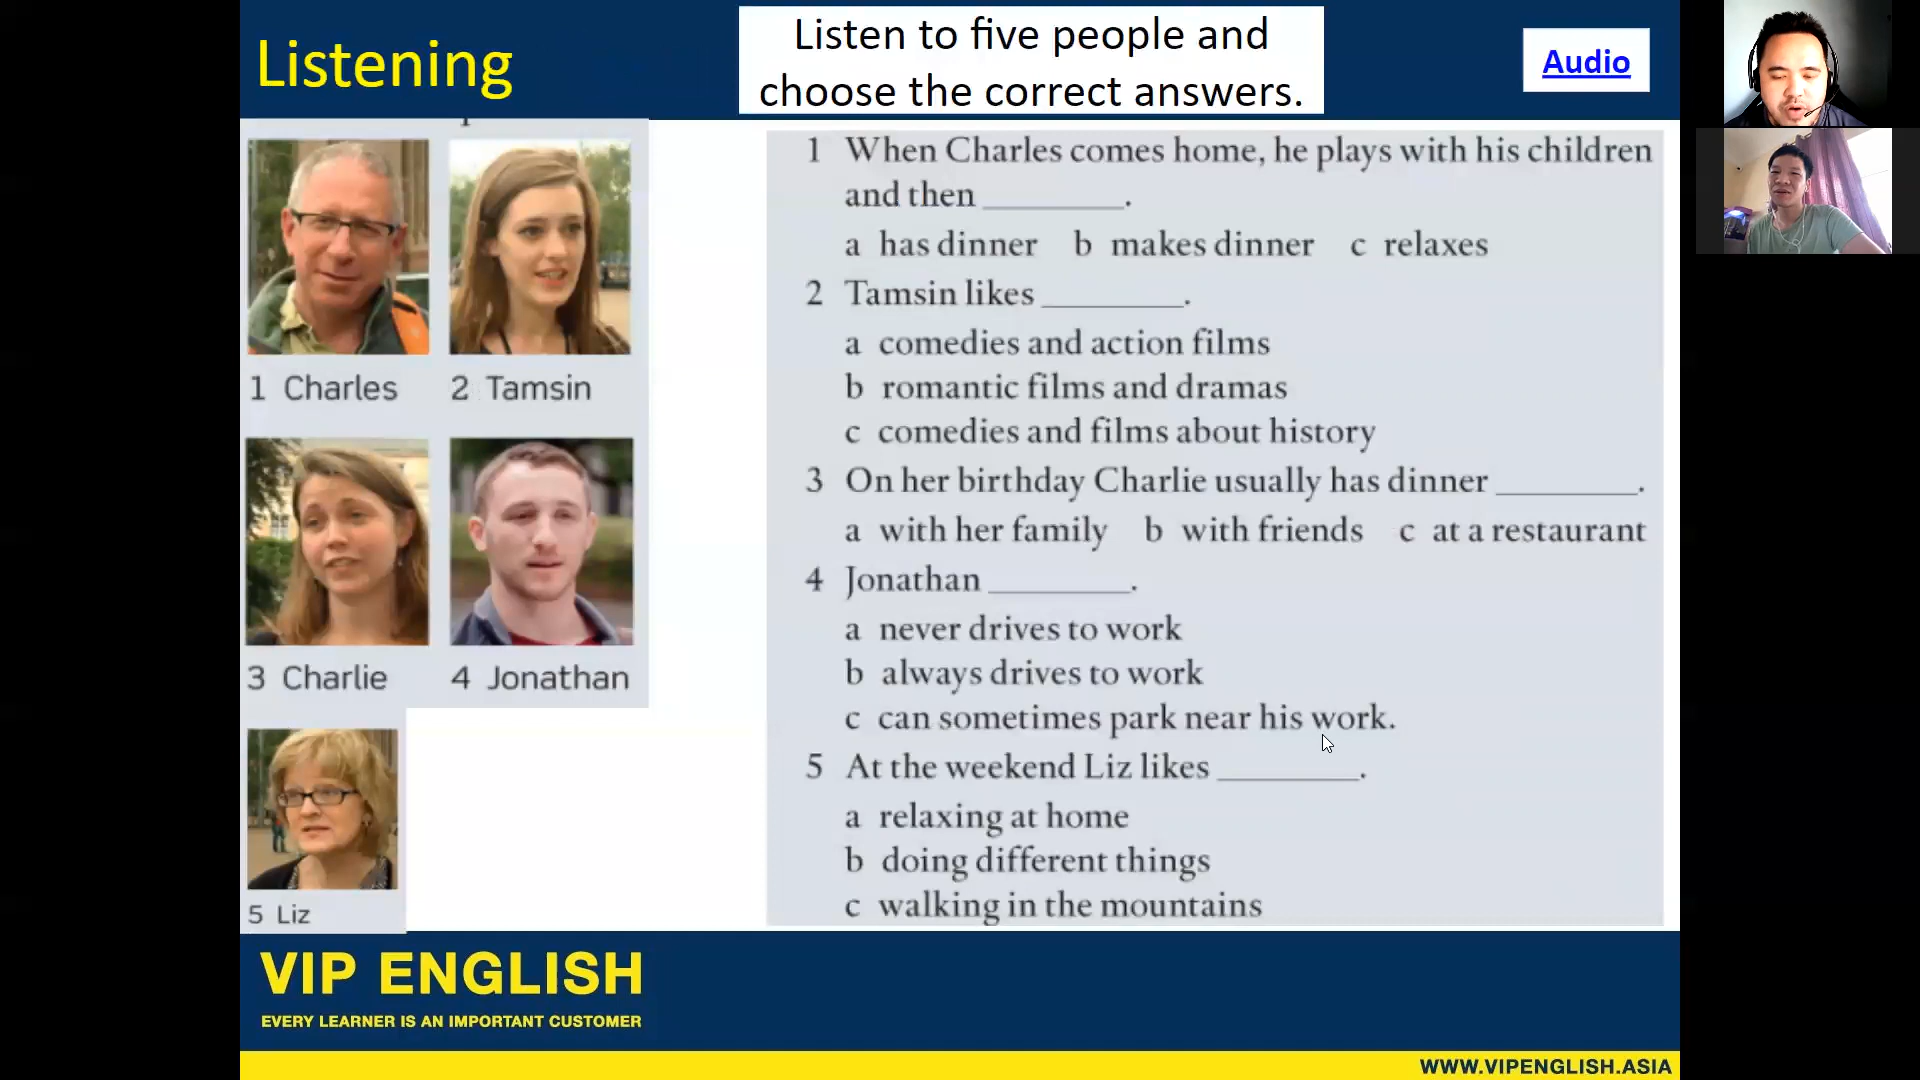 Listening
Listen to five people and
choose the correct answers.
Audio
1 Charles
2 Tamsin
3 Charlie
4 Jonathan
5 Liz
1 When Charles comes home, he plays with his children
and then ________.
a has dinner b makes dinner c relaxes
2 Tamsin likes ________.
a comedies and action films
b romantic films and dramas
c comedies and films about history
3 On her birthday Charlie usually has dinner ________.
a with her family b with friends c at a restaurant
4 Jonathan ________.
a never drives to work
b always drives to work
c can sometimes park near his work.
5 At the weekend Liz likes ________.
a relaxing at home
b doing different things
c walking in the mountains
VIP ENGLISH
EVERY LEARNER IS AN IMPORTANT CUSTOMER
WWW.VIPENGLISH.ASIA